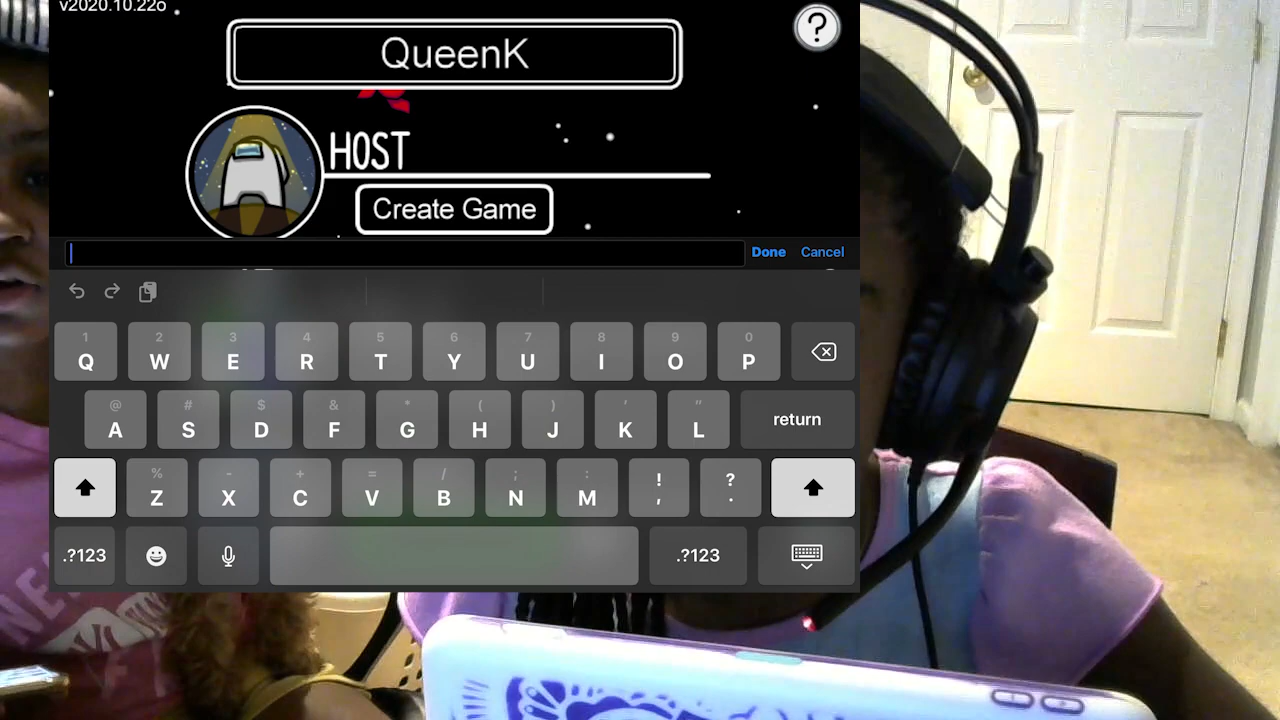 v2020.10.22o
QueenK
?
HOST
Create Game
Done Cancel
1 2 3 4 5 6 7 8 9 0
Q W E R T Y U I O P
@ # $ & * ( ) ' "
A S D F G H J K L return
% - + = / ; : ! ?
Z X C V B N M , .
.?123 .?123